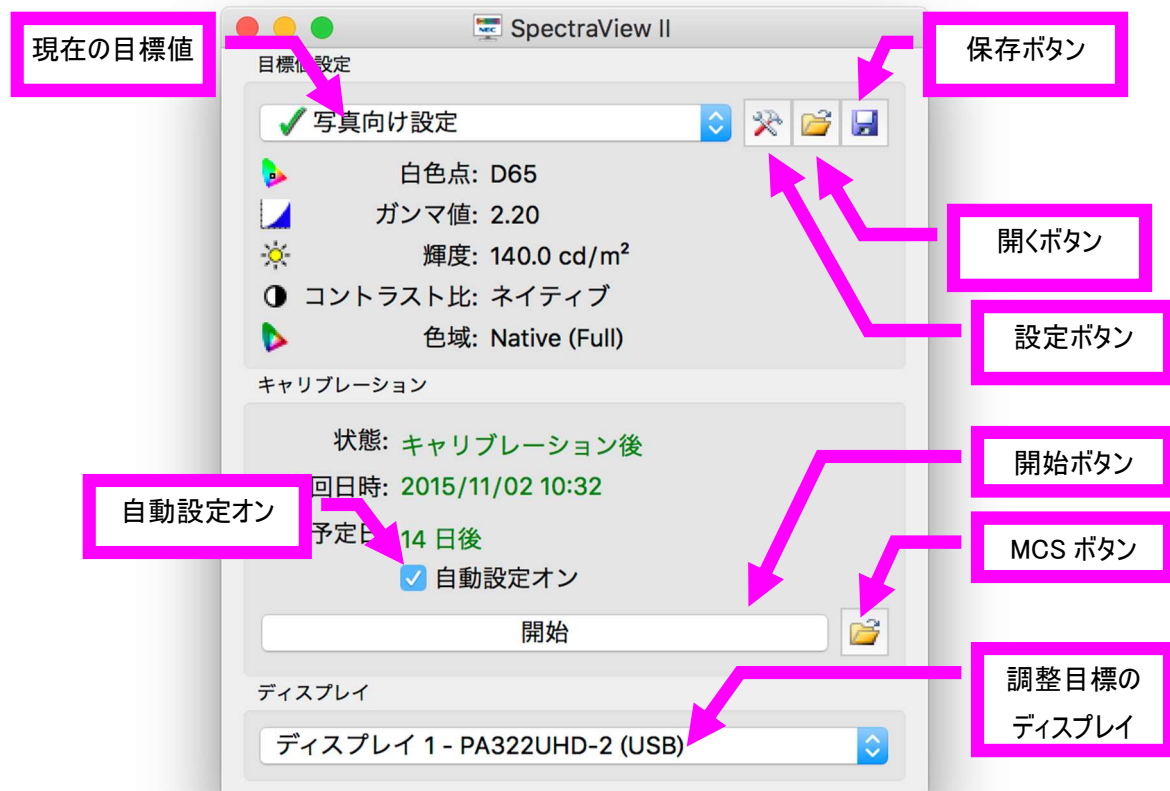 SpectraView II
現在の目標値
保存ボタン
目標値設定
写真向け設定
白色点: D65
ガンマ値: 2.20
開くボタン
輝度: 140.0 cd/m²
コントラスト比: ネイティブ
色域: Native (Full)
設定ボタン
キャリブレーション
状態: キャリブレーション後
開始ボタン
回日時: 2015/11/02 10:32
自動設定オン
予定日 14 日後
MCS ボタン
自動設定オン
開始
調整目標の
ディスプレイ
ディスプレイ
ディスプレイ 1 - PA322UHD-2 (USB)